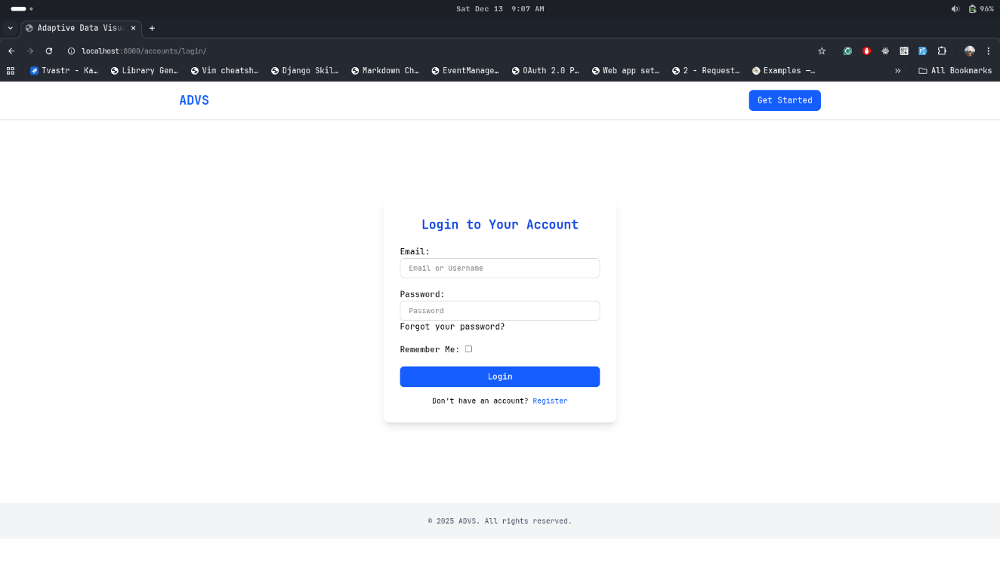 Sat Dec 13 9:07 AM
96%
Adaptive Data Visu
localhost:8000/accounts/login/
Tvastr - Ka…
Library Gen…
Vim cheatsh…
Django Skil…
Markdown Ch…
EventManage…
OAuth 2.0 P…
Web app set…
2 - Request…
Examples —…
All Bookmarks
ADVS
Get Started
Login to Your Account
Email:
Email or Username
Password:
Password
Forgot your password?
Remember Me:
Login
Don’t have an account? Register
© 2025 ADVS. All rights reserved.